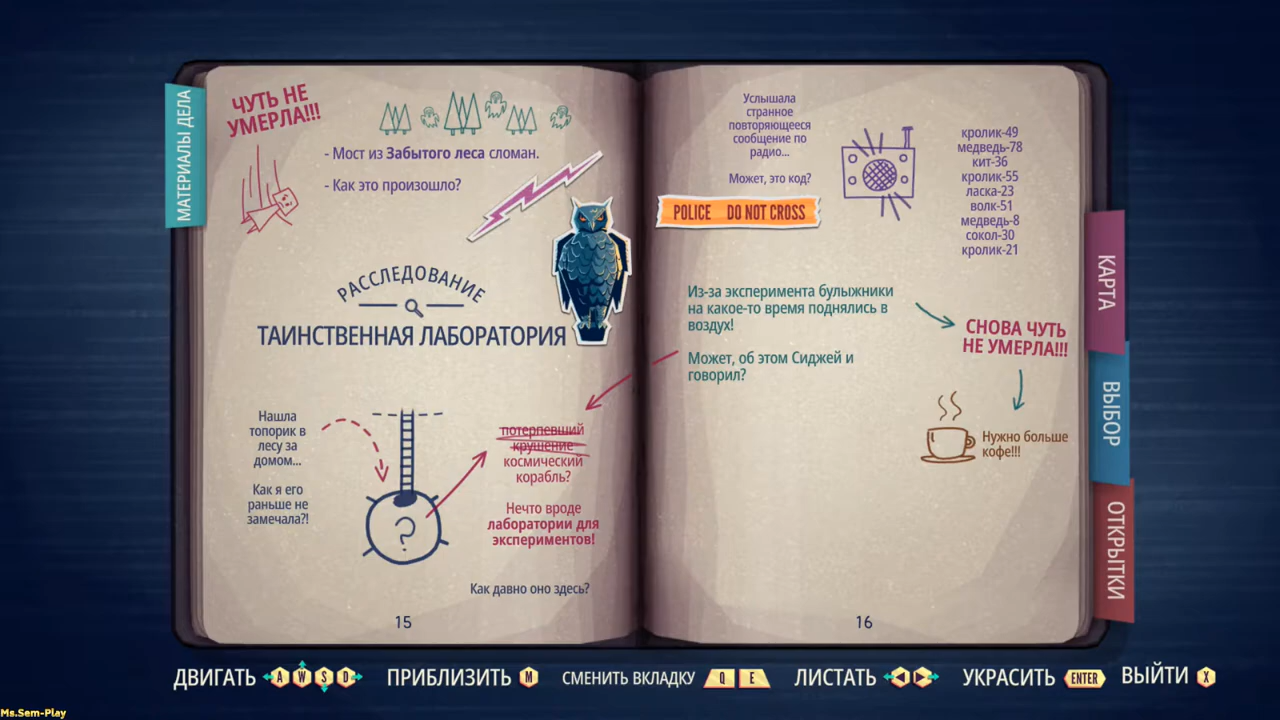 МАТЕРИАЛЫ ДЕЛА
ЧУТЬ НЕ
УМЕРЛА!!!
- Мост из Забытого леса сломан.
- Как это произошло?
РАССЛЕДОВАНИЕ
ТАИНСТВЕННАЯ ЛАБОРАТОРИЯ
Нашла
топорик в
лесу за
домом...
Как я его
раньше не
замечала?!
?
потерпевший
крушение
космический
корабль?
Нечто вроде
лаборатории для
экспериментов!
Как давно оно здесь?
15
Услышала
странное
повторяющееся
сообщение по
радио...
Может, это код?
кролик-49
медведь-78
кит-36
кролик-55
ласка-23
волк-51
медведь-8
сокол-30
кролик-21
POLICE DO NOT CROSS
Из-за эксперимента булыжники
на какое-то время поднялись в
воздух!
Может, об этом Сиджей и
говорил?
СНОВА ЧУТЬ
НЕ УМЕРЛА!!!
Нужно больше
кофе!!!
16
КАРТА
ВЫБОР
ОТКРЫТКИ
ДВИГАТЬ A W S D ПРИБЛИЗИТЬ M СМЕНИТЬ ВКЛАДКУ Q E ЛИСТАТЬ УКРАСИТЬ ENTER ВЫЙТИ X
Ms.Sem-Play